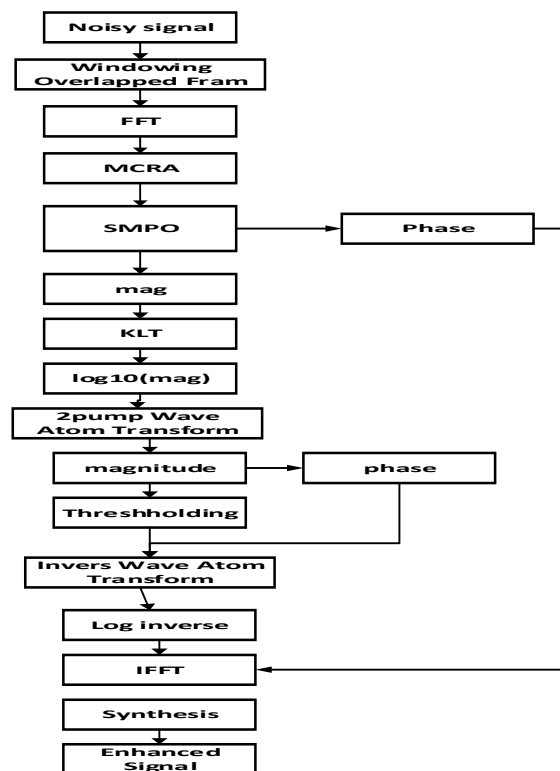 Noisy signal
Windowing
Overlapped Fram
FFT
MCRA
SMPO
Phase
mag
KLT
log10(mag)
2pump Wave
Atom Transform
magnitude
phase
Threshholding
Invers Wave Atom
Transform
Log inverse
IFFT
Synthesis
Enhanced
Signal